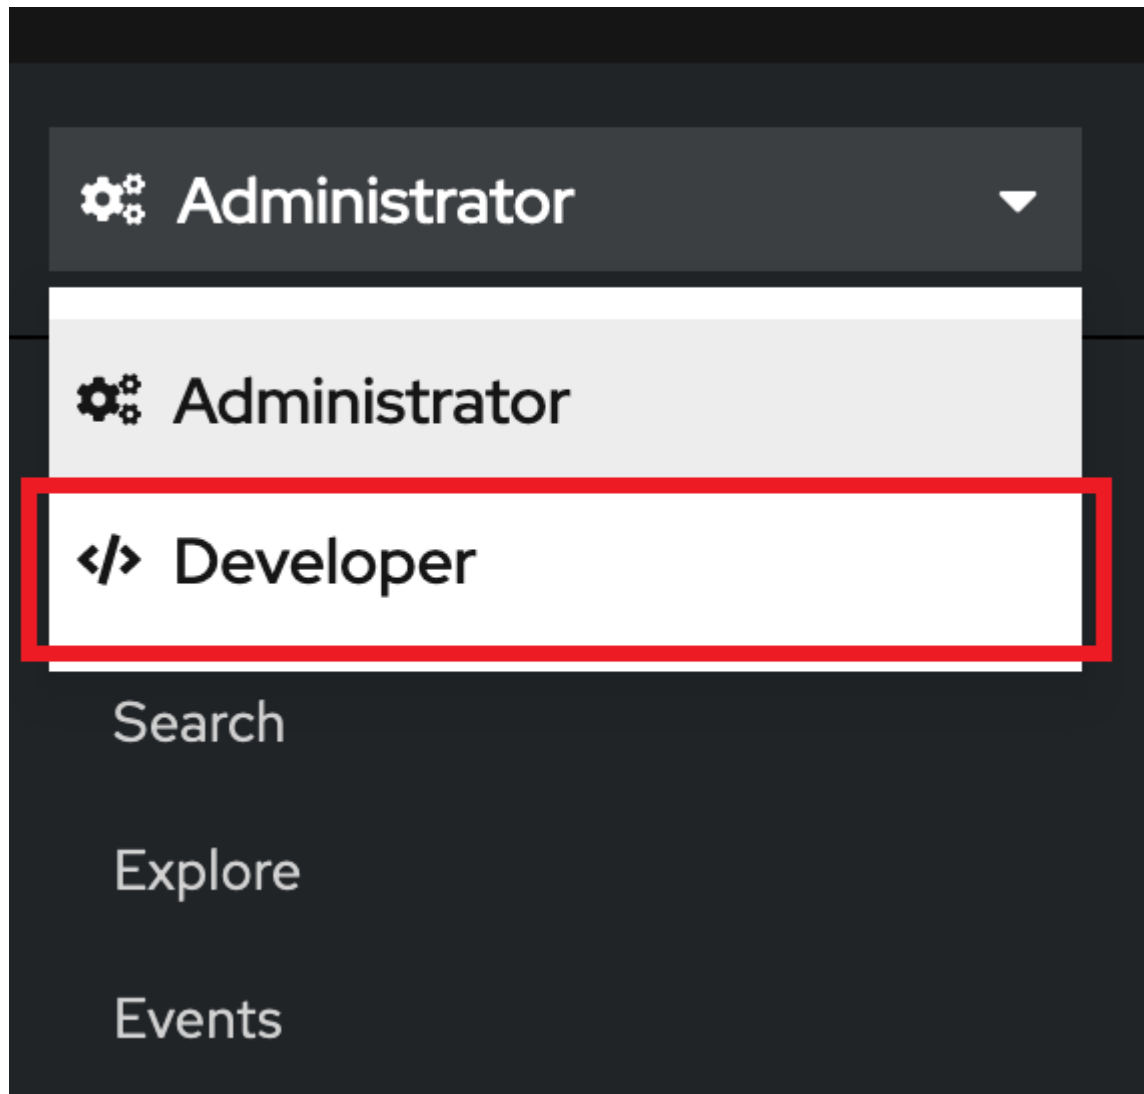 Administrator
Administrator
Developer
Search
Explore
Events